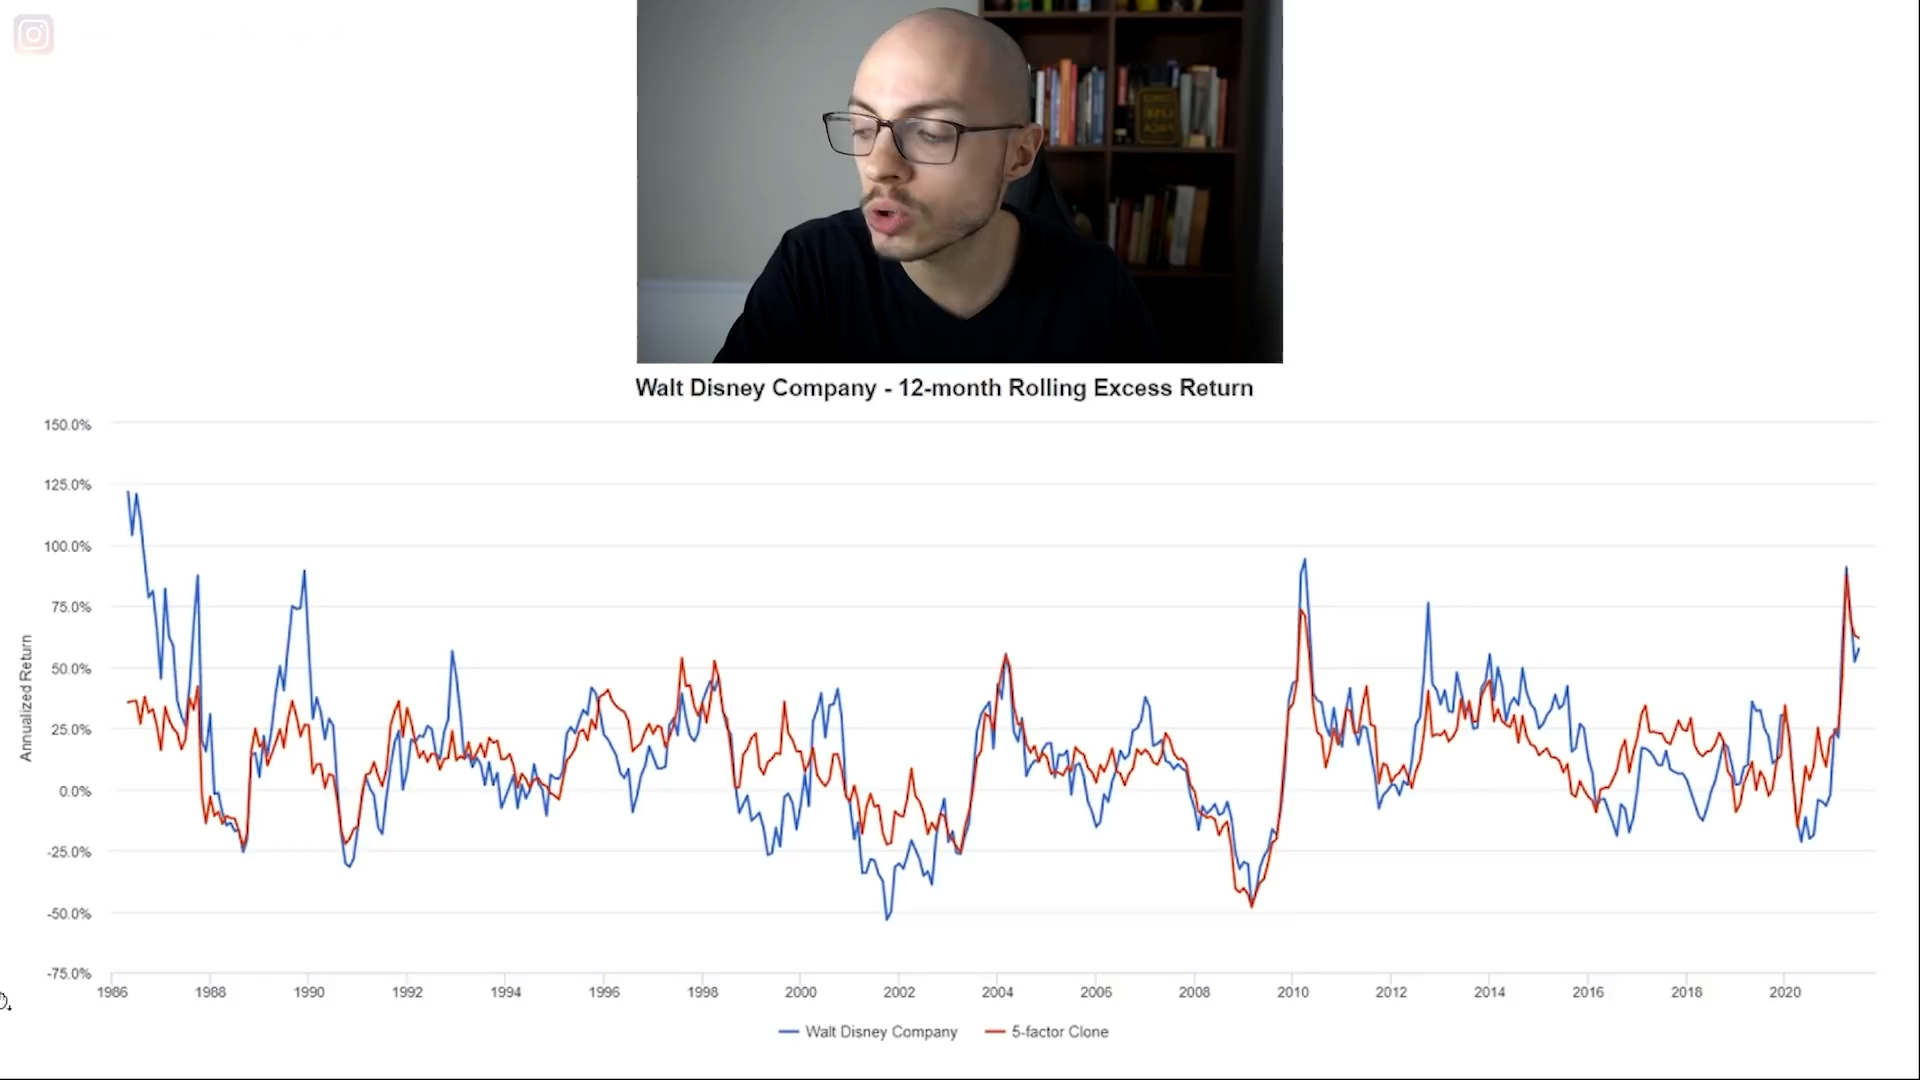 Walt Disney Company - 12-month Rolling Excess Return
150.0%
125.0%
100.0%
75.0%
50.0%
25.0%
0.0%
-25.0%
-50.0%
-75.0%
Annualized Return
1986 1988 1990 1992 1994 1996 1998 2000 2002 2004 2006 2008 2010 2012 2014 2016 2018 2020
Walt Disney Company 5-factor Clone